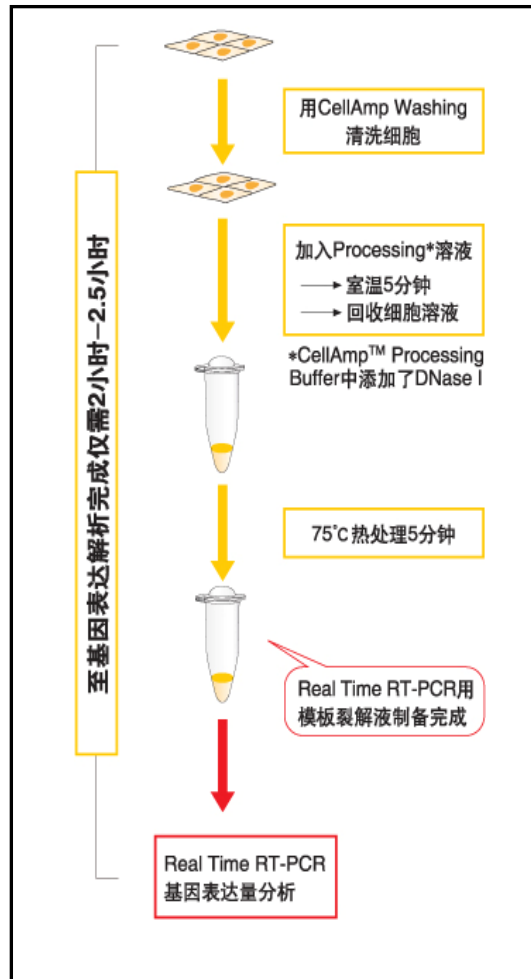 用CellAmp Washing
清洗细胞
加入Processing*溶液
→室温5分钟
→回收细胞溶液
*CellAmp™ Processing
Buffer中添加了DNase I
75℃热处理5分钟
Real Time RT-PCR用
模板裂解液制备完成
Real Time RT-PCR
基因表达量分析
至基因表达解析完成仅需2小时–2.5小时